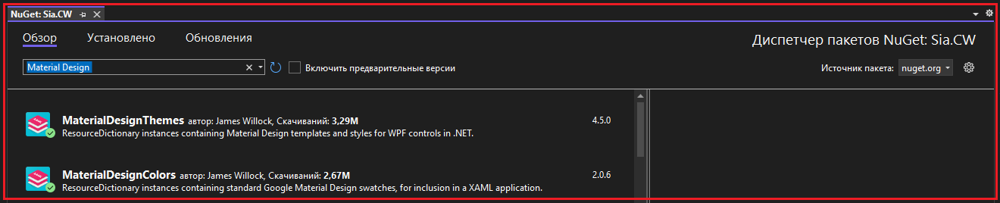 NuGet: Sia.CW
Обзор Установлено Обновления Диспетчер пакетов NuGet: Sia.CW
Material Design Включить предварительные версии Источник пакета: nuget.org
MaterialDesignThemes автор: James Willock, Скачиваний: 3,29M 4.5.0
ResourceDictionary instances containing Material Design templates and styles for WPF controls in .NET.
MaterialDesignColors автор: James Willock, Скачиваний: 2,67M 2.0.6
ResourceDictionary instances containing standard Google Material Design swatches, for inclusion in a XAML application.